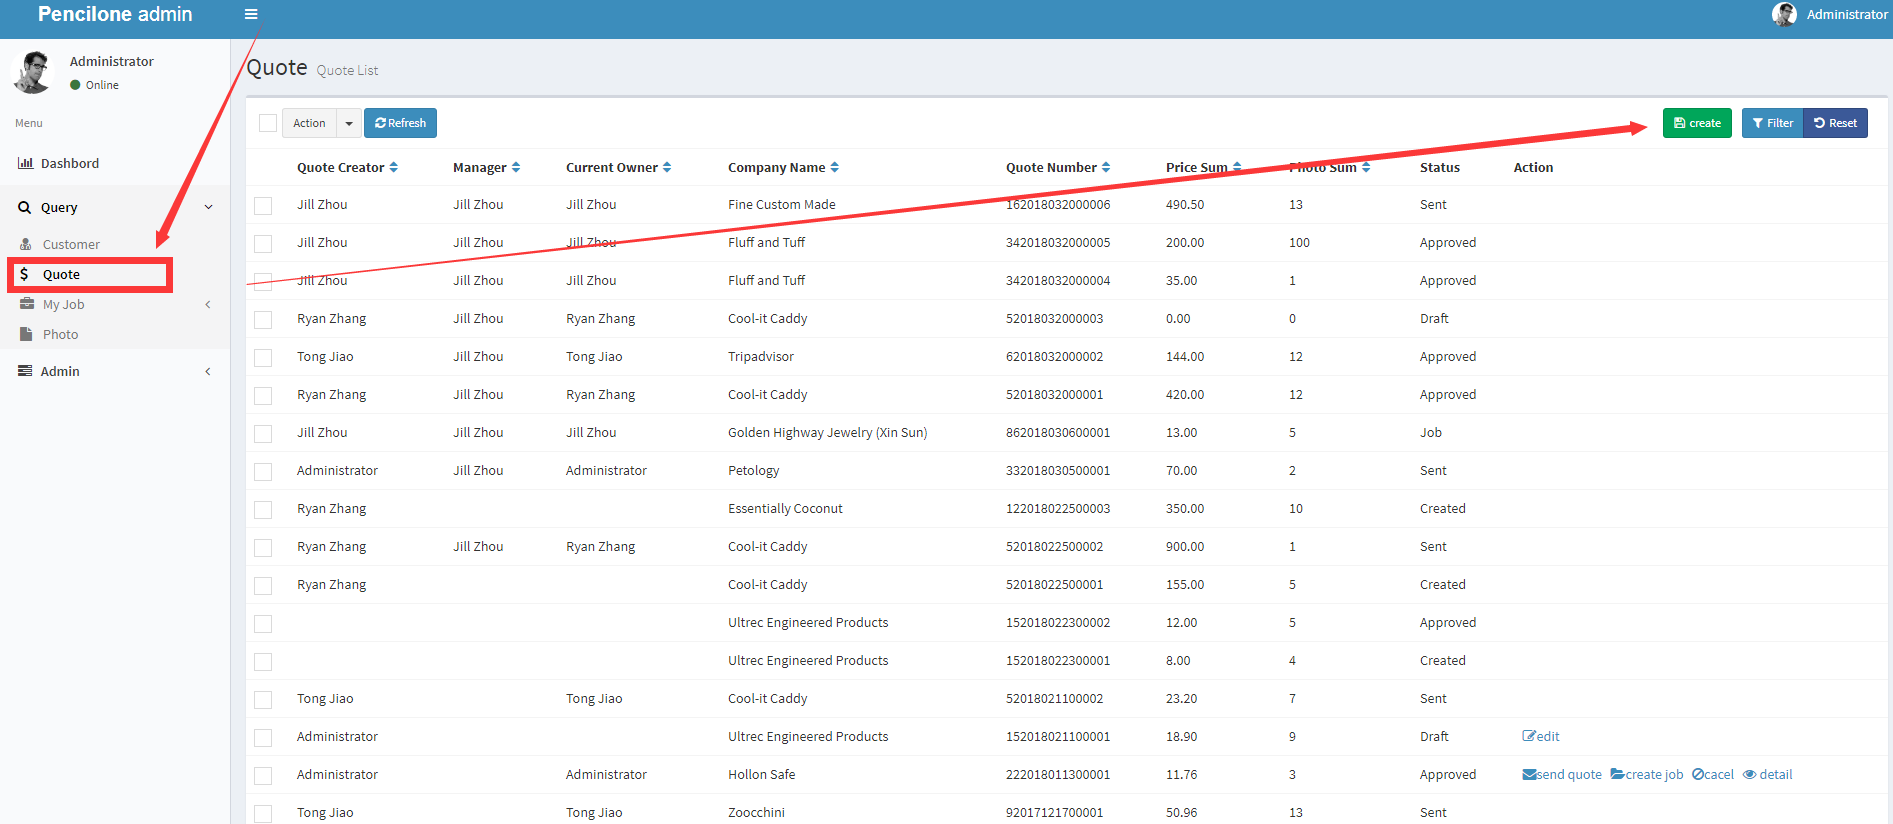 Pencilone admin
Administrator
Administrator
Online
Menu
Dashbord
Query
Customer
Quote
My Job
Photo
Admin
Quote Quote List
Action Refresh create Filter Reset
Quote Creator Manager Current Owner Company Name Quote Number Price Sum Photo Sum Status Action
Jill Zhou Jill Zhou Jill Zhou Fine Custom Made 162018032000006 490.50 13 Sent
Jill Zhou Jill Zhou Jill Zhou Fluff and Tuff 342018032000005 200.00 100 Approved
Jill Zhou Jill Zhou Jill Zhou Fluff and Tuff 342018032000004 35.00 1 Approved
Ryan Zhang Jill Zhou Ryan Zhang Cool-it Caddy 52018032000003 0.00 0 Draft
Tong Jiao Jill Zhou Tong Jiao Tripadvisor 62018032000002 144.00 12 Approved
Ryan Zhang Jill Zhou Ryan Zhang Cool-it Caddy 52018032000001 420.00 12 Approved
Jill Zhou Jill Zhou Jill Zhou Golden Highway Jewelry (Xin Sun) 862018030600001 13.00 5 Job
Administrator Jill Zhou Administrator Petology 332018030500001 70.00 2 Sent
Ryan Zhang Essentially Coconut 122018022500003 350.00 10 Created
Ryan Zhang Jill Zhou Ryan Zhang Cool-it Caddy 52018022500002 900.00 1 Sent
Ryan Zhang Cool-it Caddy 52018022500001 155.00 5 Created
Ultrec Engineered Products 152018022300002 12.00 5 Approved
Ultrec Engineered Products 152018022300001 8.00 4 Created
Tong Jiao Tong Jiao Cool-it Caddy 52018021100002 23.20 7 Sent
Administrator Ultrec Engineered Products 152018021100001 18.90 9 Draft edit
Administrator Administrator Hollon Safe 222018011300001 11.76 3 Approved send quote create job cacel detail
Tong Jiao Tong Jiao Zoocchini 92017121700001 50.96 13 Sent